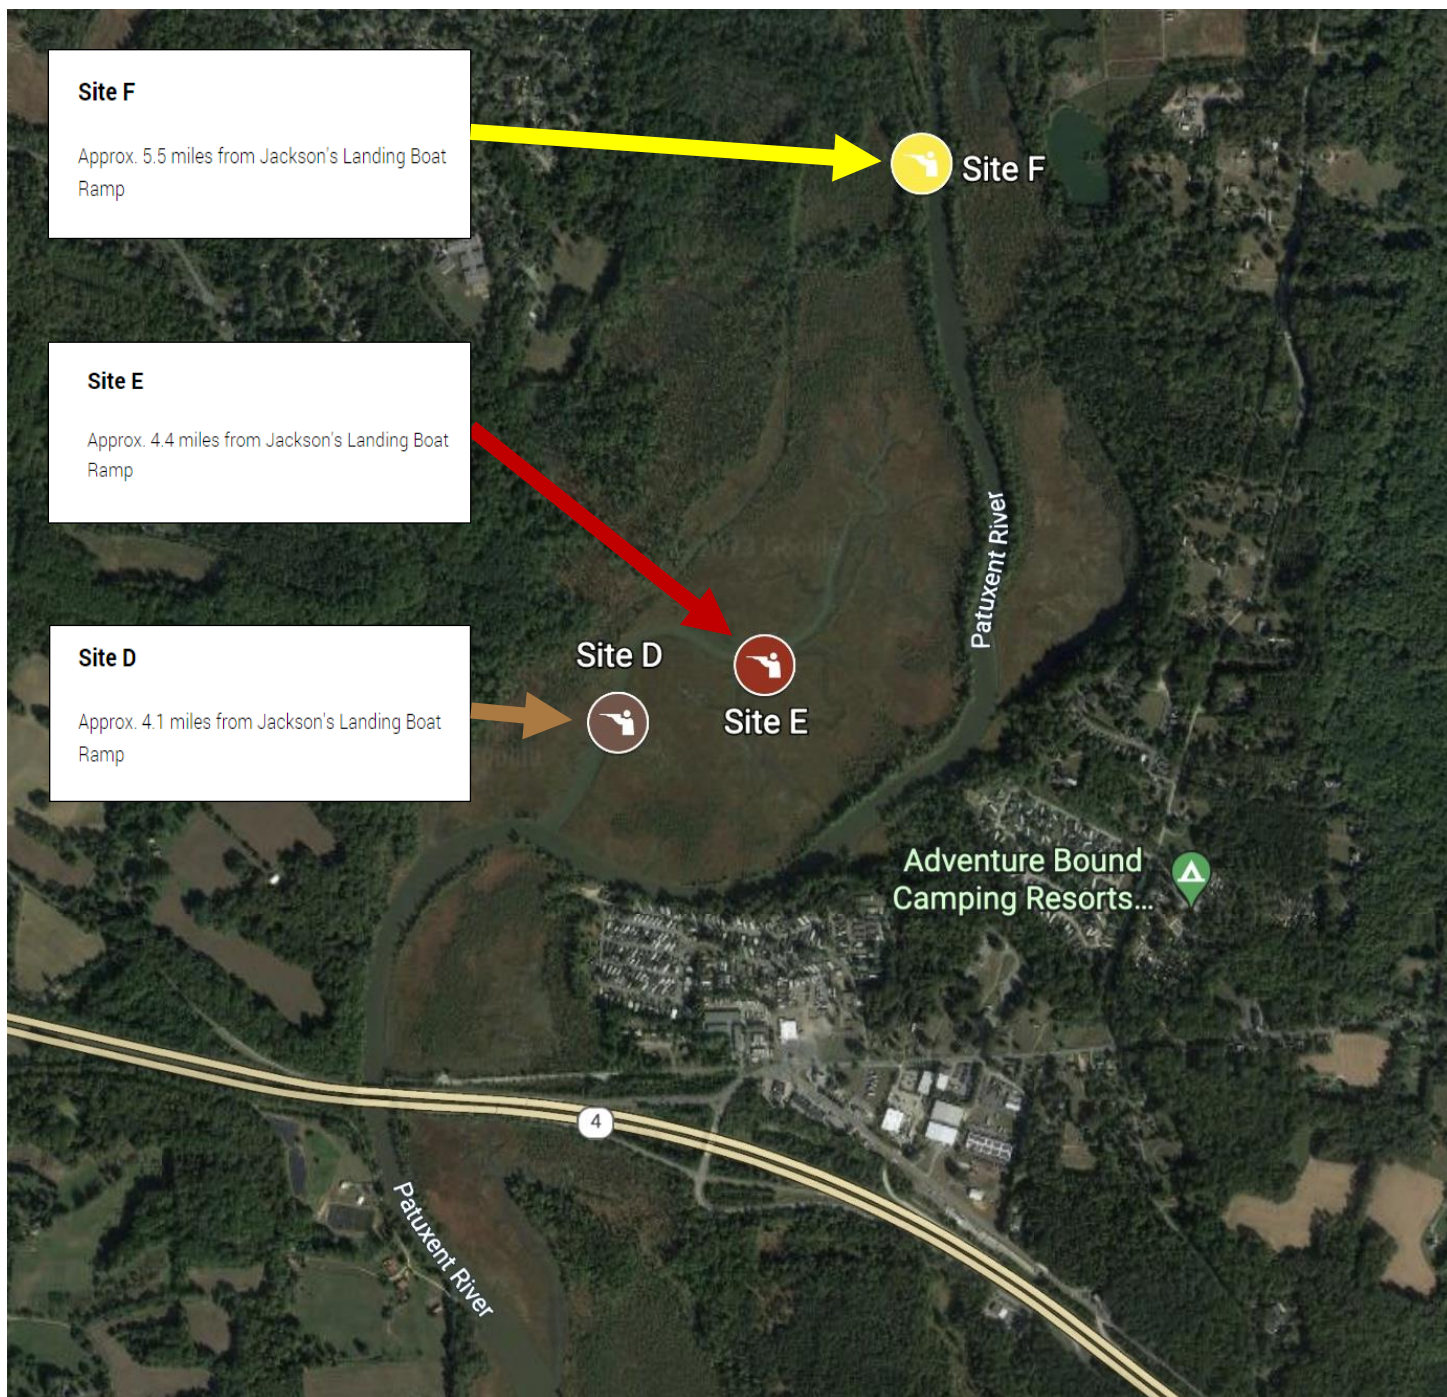 Site F
Approx. 5.5 miles from Jackson's Landing Boat
Ramp
Site F
Site E
Approx. 4.4 miles from Jackson's Landing Boat
Ramp
Patuxent River
Site D
Approx. 4.1 miles from Jackson's Landing Boat
Ramp
Site D
Site E
Adventure Bound
Camping Resorts...
4
Patuxent River